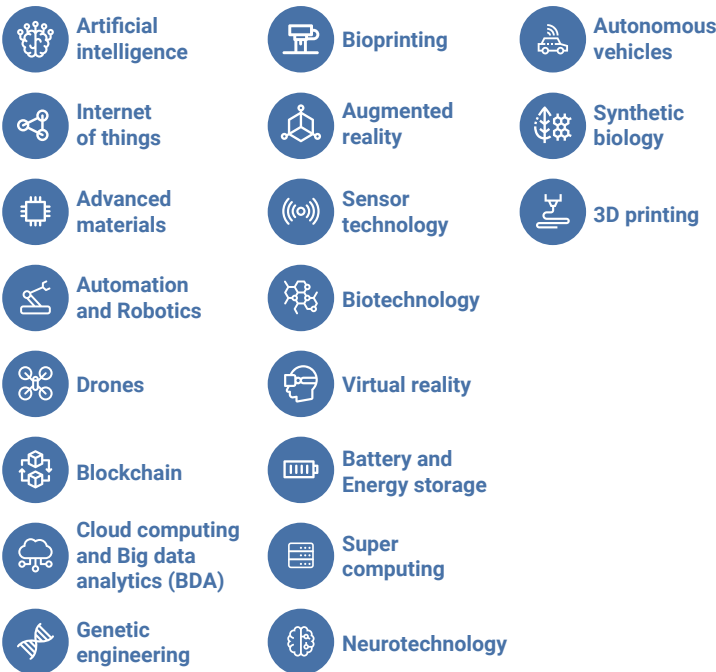 Artificial
intelligence
Internet
of things
Advanced
materials
Automation
and Robotics
Drones
Blockchain
Cloud computing
and Big data
analytics (BDA)
Genetic
engineering
Bioprinting
Augmented
reality
Sensor
technology
Biotechnology
Virtual reality
Battery and
Energy storage
Super
computing
Neurotechnology
Autonomous
vehicles
Synthetic
biology
3D printing